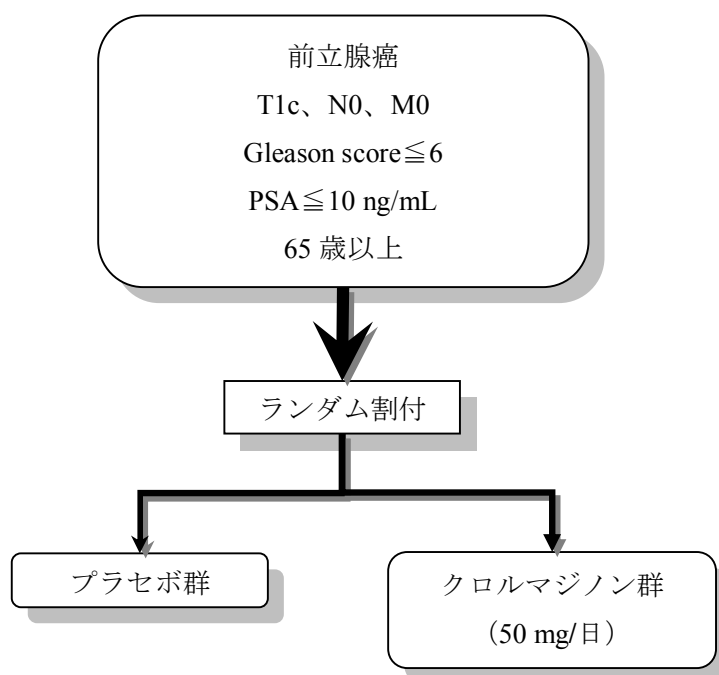 前立腺癌
T1c、N0、M0
Gleason score≦6
PSA≦10 ng/mL
65 歳以上
ランダム割付
プラセボ群
クロルマジノン群
（50 mg/日）